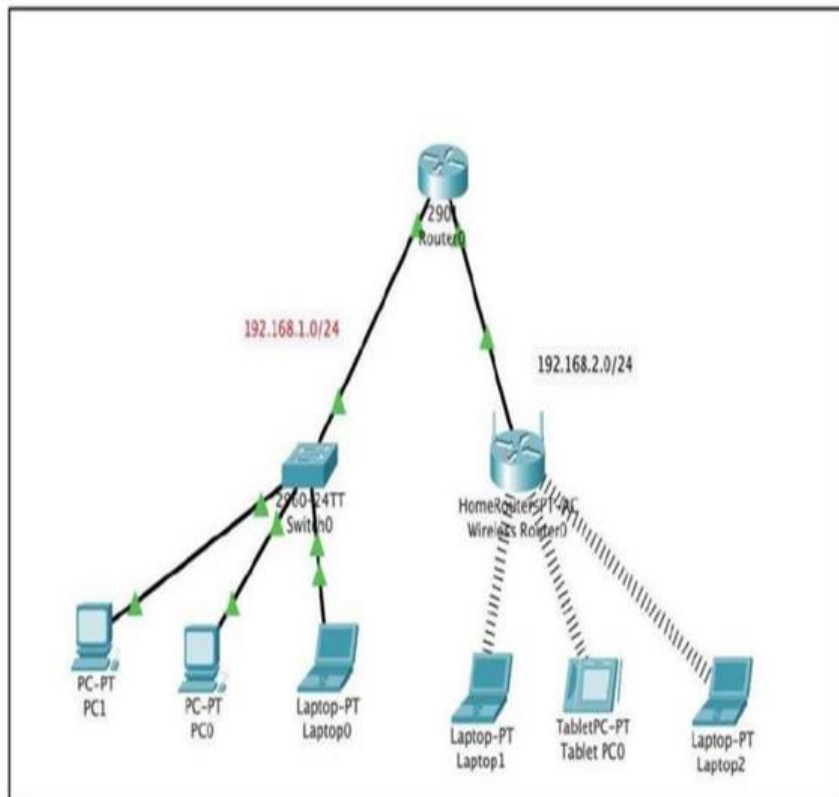 Router0
192.168.1.0/24
192.168.2.0/24
2960-24TT
Switch0
HomeRouter-PT-AC
Wireless Router0
PC-PT
PC1
PC-PT
PC0
Laptop-PT
Laptop0
Laptop-PT
Laptop1
TabletPC-PT
Tablet PC0
Laptop-PT
Laptop2